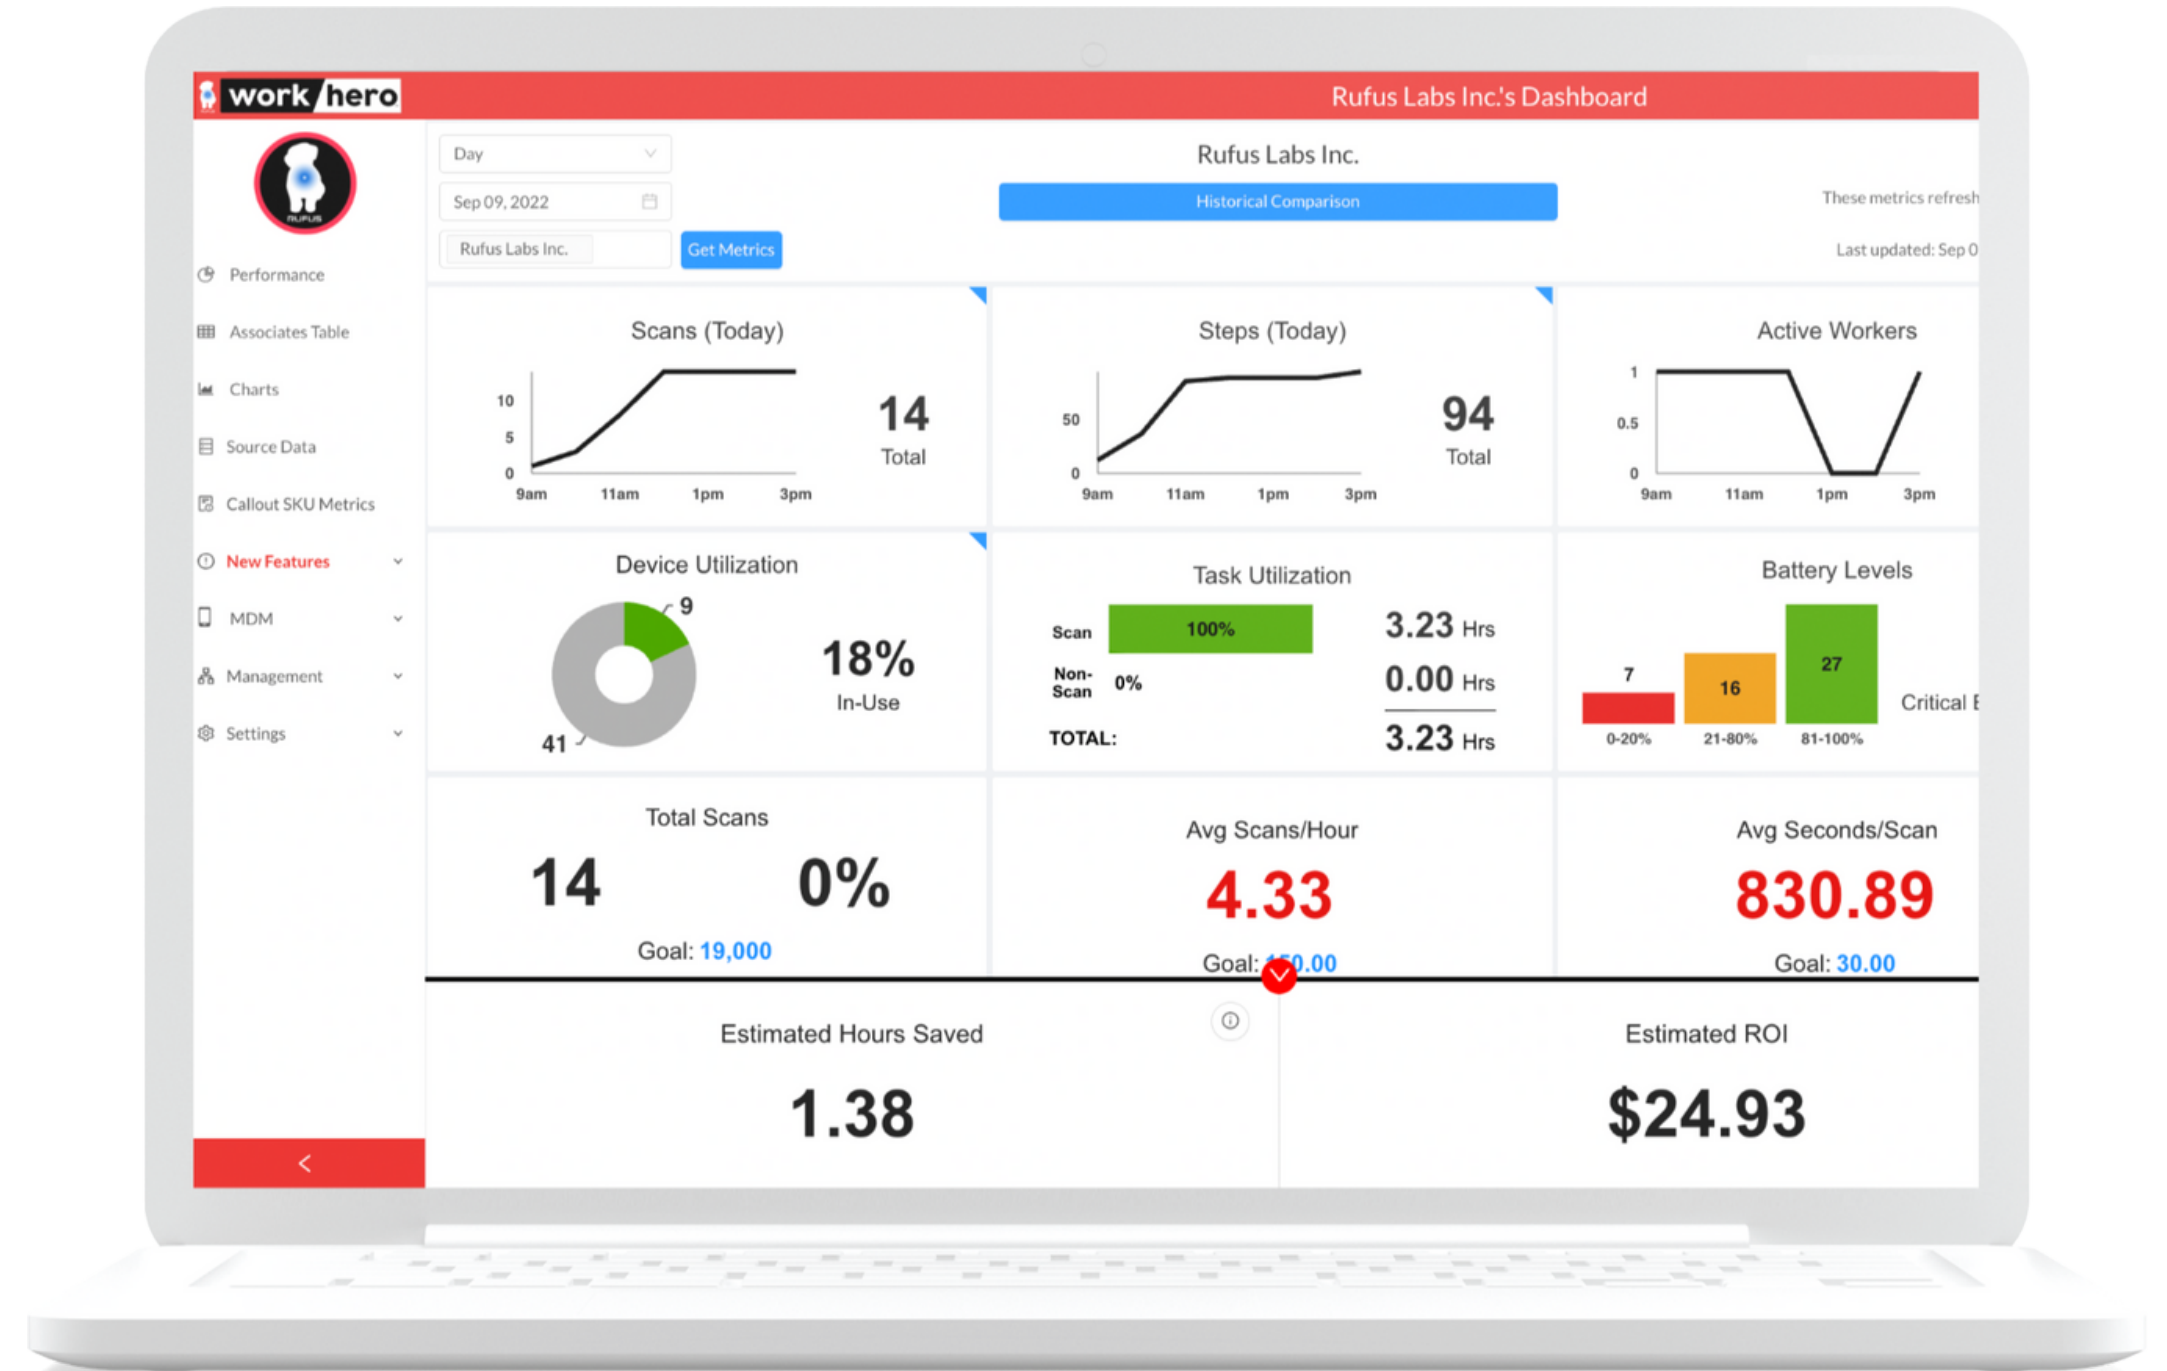 work/hero
Rufus Labs Inc.'s Dashboard
RUFUS
Performance
Associates Table
Charts
Source Data
Callout SKU Metrics
New Features
MDM
Management
Settings
Day
Sep 09, 2022
Rufus Labs Inc.
Get Metrics
Rufus Labs Inc.
Historical Comparison
These metrics refresh
Last updated: Sep 0
Scans (Today)
10
5
0
9am 11am 1pm 3pm
14
Total
Steps (Today)
50
0
9am 11am 1pm 3pm
94
Total
Active Workers
1
0.5
0
9am 11am 1pm 3pm
Device Utilization
9
41
18%
In-Use
Task Utilization
Scan 100% 3.23 Hrs
Non-Scan 0% 0.00 Hrs
TOTAL: 3.23 Hrs
Battery Levels
7 16 27
0-20% 21-80% 81-100%
Critical
Total Scans
14 0%
Goal: 19,000
Avg Scans/Hour
4.33
Goal:
Avg Seconds/Scan
830.89
Goal: 30.00
Estimated Hours Saved
1.38
Estimated ROI
$24.93